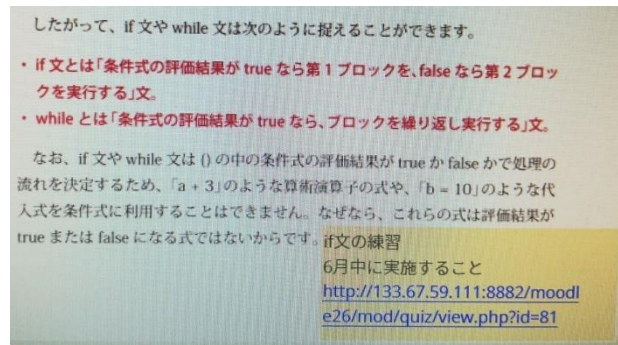 したがって、if 文や while 文は次のように捉えることができます。
・if 文とは「条件式の評価結果が true なら第 1 ブロックを、false なら第 2 ブロッ
クを実行する」文。
・while とは「条件式の評価結果が true なら、ブロックを繰り返し実行する」文。
なお、if 文や while 文は () の中の条件式の評価結果が true か false かで処理の
流れを決定するため、「a + 3」のような算術演算子の式や、「b = 10」のような代
入式を条件式に利用することはできません。なぜなら、これらの式は評価結果が
true または false になる式ではないからです。
if文の練習
6月中に実施すること
http://133.67.59.111:8882/moodl
e26/mod/quiz/view.php?id=81